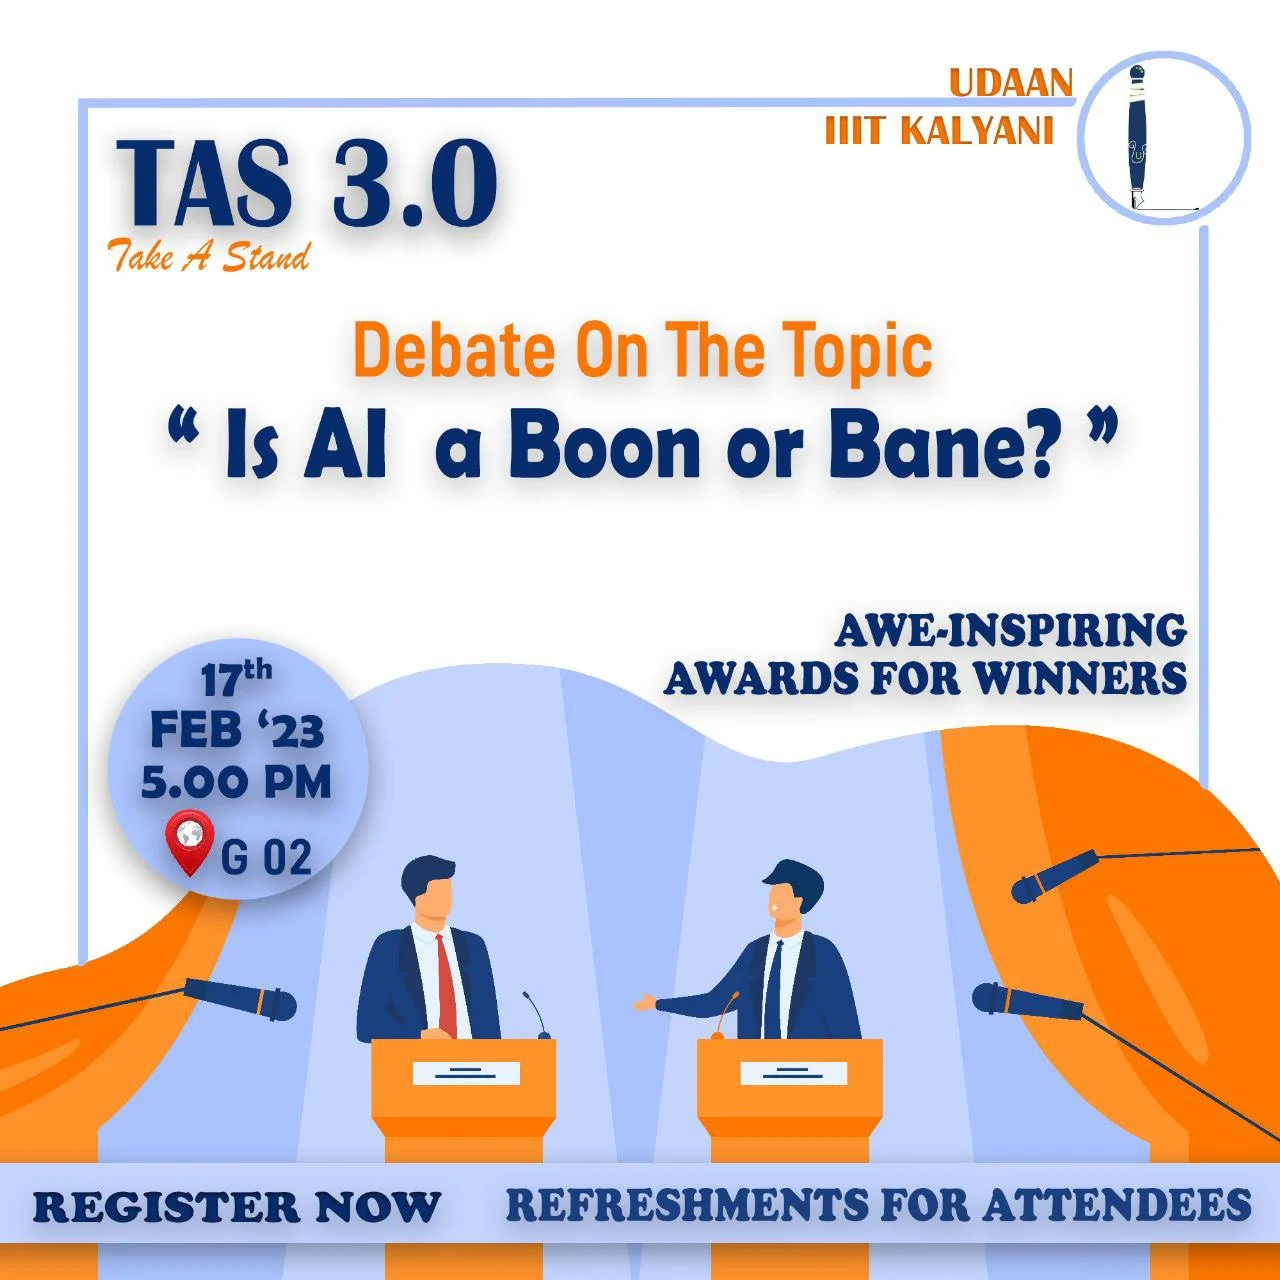 UDAAN
IIIT KALYANI
TAS 3.0
Take A Stand
Debate On The Topic
“ Is AI a Boon or Bane? ”
AWE-INSPIRING
AWARDS FOR WINNERS
17th
FEB ‘23
5.00 PM
G 02
REGISTER NOW
REFRESHMENTS FOR ATTENDEES